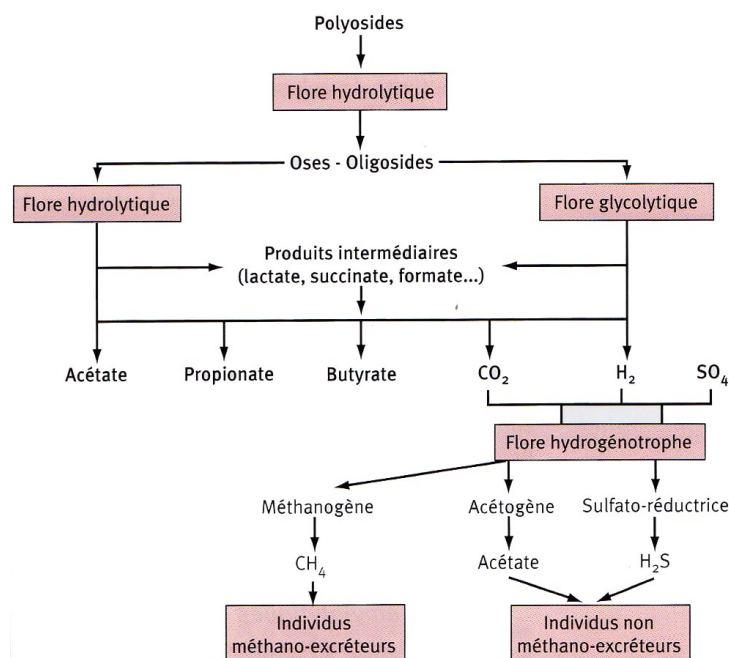 Polyosides
Flore hydrolytique
Oses - Oligosides
Flore hydrolytique
Flore glycolytique
Produits intermédiaires
(lactate, succinate, formate...)
Acétate
Propionate
Butyrate
CO₂
H₂
SO₄
Flore hydrogénotrophe
Méthanogène
Acétogène
Sulfato-réductrice
CH₄
Acétate
H₂S
Individus
méthano-excréteurs
Individus non
méthano-excréteurs